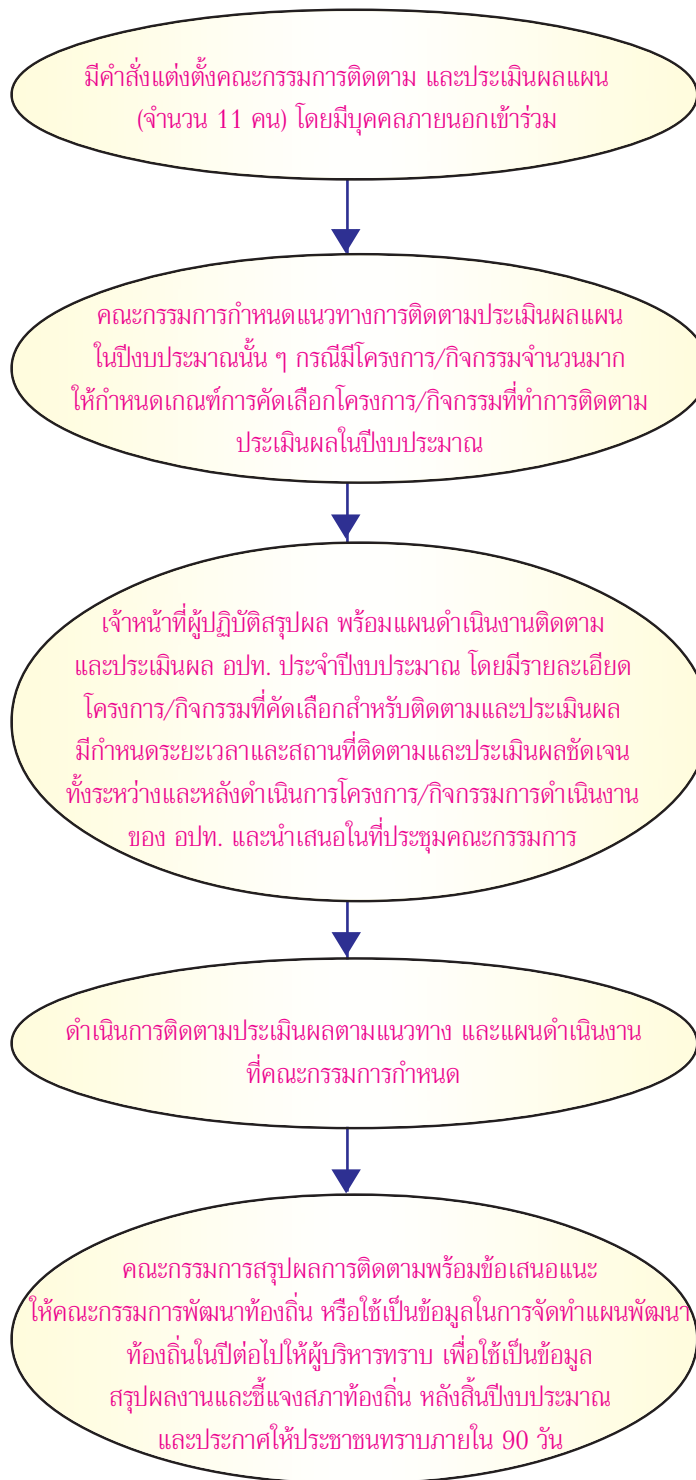 มีคำสั่งแต่งตั้งคณะกรรมการติดตาม และประเมินผลแผน
(จำนวน 11 คน) โดยมีบุคคลภายนอกเข้าร่วม
คณะกรรมการกำหนดแนวทางการติดตามประเมินผลแผน
ในปีงบประมาณนั้น ๆ กรณีมีโครงการ/กิจกรรมจำนวนมาก
ให้กำหนดเกณฑ์การคัดเลือกโครงการ/กิจกรรมที่ทำการติดตาม
ประเมินผลในปีงบประมาณ
เจ้าหน้าที่ผู้ปฏิบัติสรุปผล พร้อมแผนดำเนินงานติดตาม
และประเมินผล อปท. ประจำปีงบประมาณ โดยมีรายละเอียด
โครงการ/กิจกรรมที่คัดเลือกสำหรับติดตามและประเมินผล
มีกำหนดระยะเวลาและสถานที่ติดตามและประเมินผลชัดเจน
ทั้งระหว่างและหลังดำเนินการโครงการ/กิจกรรมการดำเนินงาน
ของ อปท. และนำเสนอในที่ประชุมคณะกรรมการ
ดำเนินการติดตามประเมินผลตามแนวทาง และแผนดำเนินงาน
ที่คณะกรรมการกำหนด
คณะกรรมการสรุปผลการติดตามพร้อมข้อเสนอแนะ
ให้คณะกรรมการพัฒนาท้องถิ่น หรือใช้เป็นข้อมูลในการจัดทำแผนพัฒนา
ท้องถิ่นในปีต่อไปให้ผู้บริหารทราบ เพื่อใช้เป็นข้อมูล
สรุปผลงานและชี้แจงสภาท้องถิ่น หลังสิ้นปีงบประมาณ
และประกาศให้ประชาชนทราบภายใน 90 วัน